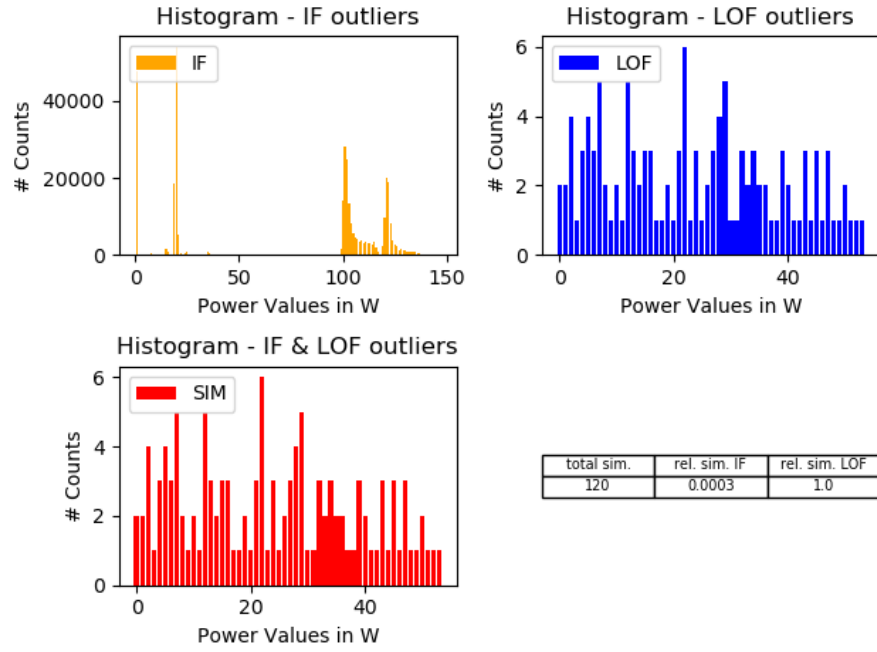 Histogram - IF outliers
IF
40000
20000
0
# Counts
0 50 100 150
Power Values in W
Histogram - LOF outliers
LOF
6
4
2
0
# Counts
0 20 40
Power Values in W
Histogram - IF & LOF outliers
SIM
6
4
2
0
# Counts
0 20 40
Power Values in W
total sim. rel. sim. IF rel. sim. LOF
120 0.0003 1.0